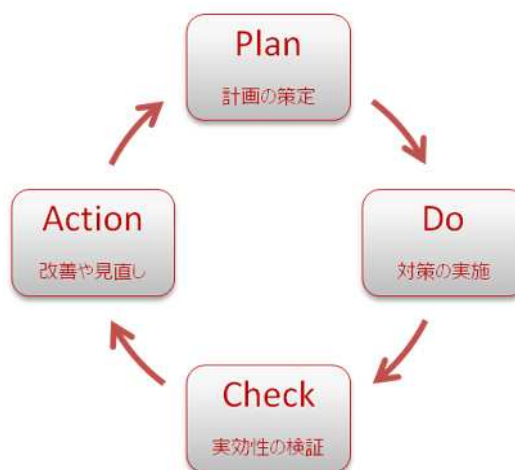 Plan
計画の策定
Do
対策の実施
Check
実効性の検証
Action
改善や見直し